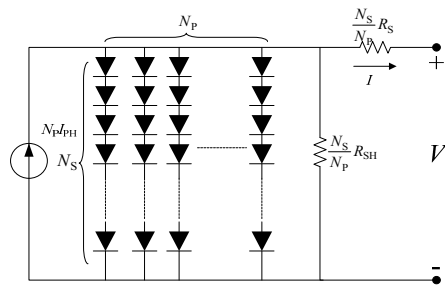 N_P
N_S/N_P R_S
+
I
N_P I_PH
N_S
N_S/N_P R_SH
V
-